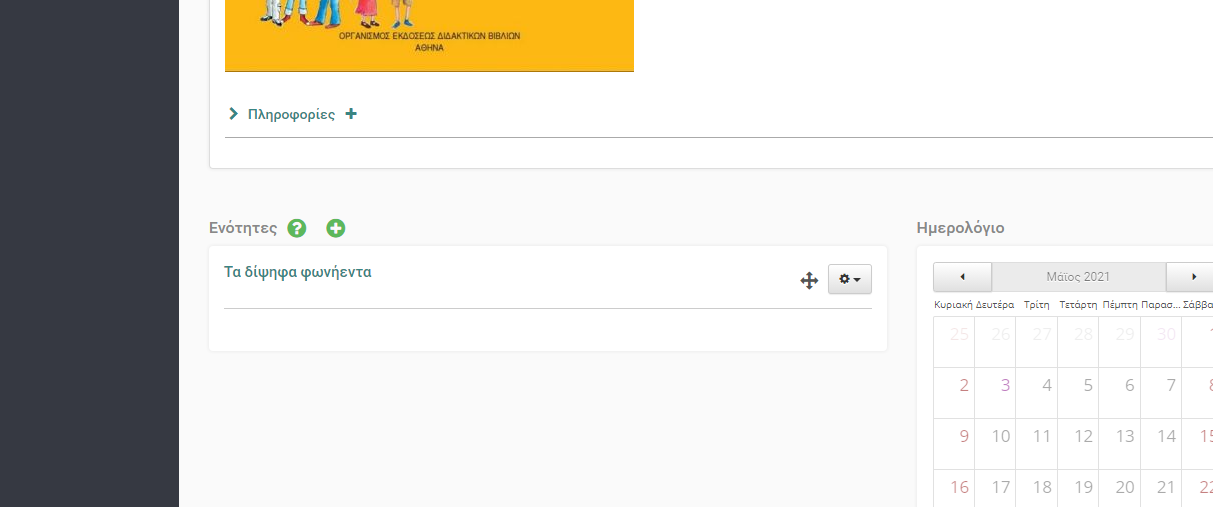 ΟΡΓΑΝΙΣΜΟΣ ΕΚΔΟΣΕΩΣ ΔΙΔΑΚΤΙΚΩΝ ΒΙΒΛΙΩΝ
ΑΘΗΝΑ
Πληροφορίες
Ενότητες
Τα δίψηφα φωνήεντα
Ημερολόγιο
Μάϊος 2021
Κυριακή Δευτέρα Τρίτη Τετάρτη Πέμπτη Παρασ... Σάββα
25 26 27 28 29 30
2 3 4 5 6 7 8
9 10 11 12 13 14 15
16 17 18 19 20 21 22